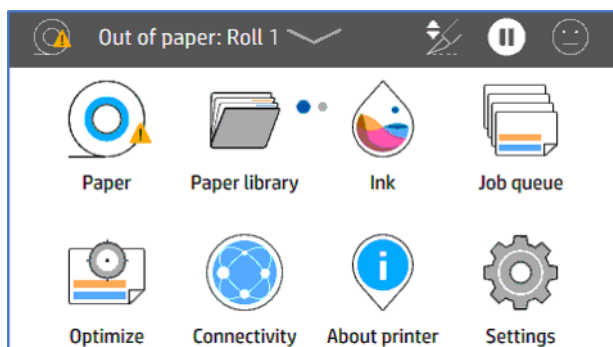 Out of paper: Roll 1
Paper Paper library Ink Job queue
Optimize Connectivity About printer Settings